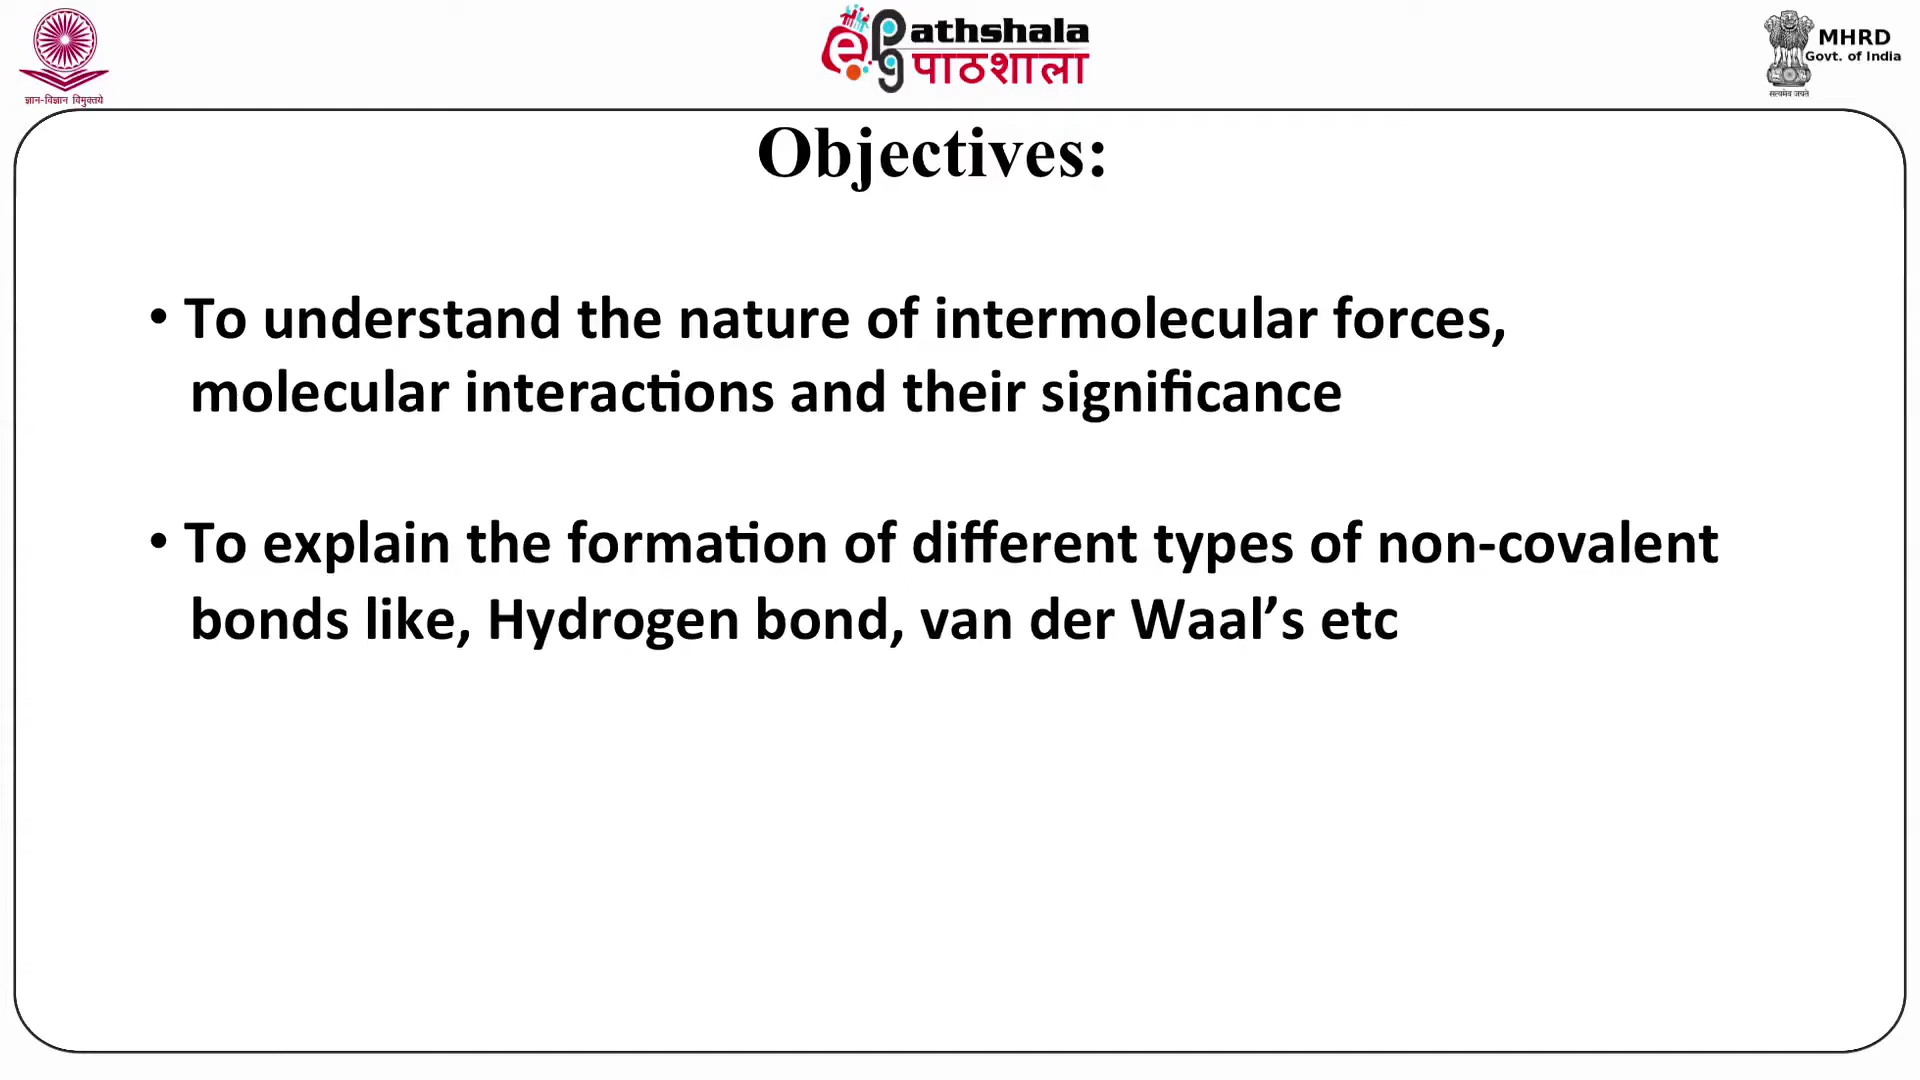 ज्ञान-विज्ञान विमुक्तये
ePG athshala
पाठशाला
MHRD
Govt. of India
सत्यमेव जयते
Objectives:
• To understand the nature of intermolecular forces,
molecular interactions and their significance
• To explain the formation of different types of non-covalent
bonds like, Hydrogen bond, van der Waal’s etc